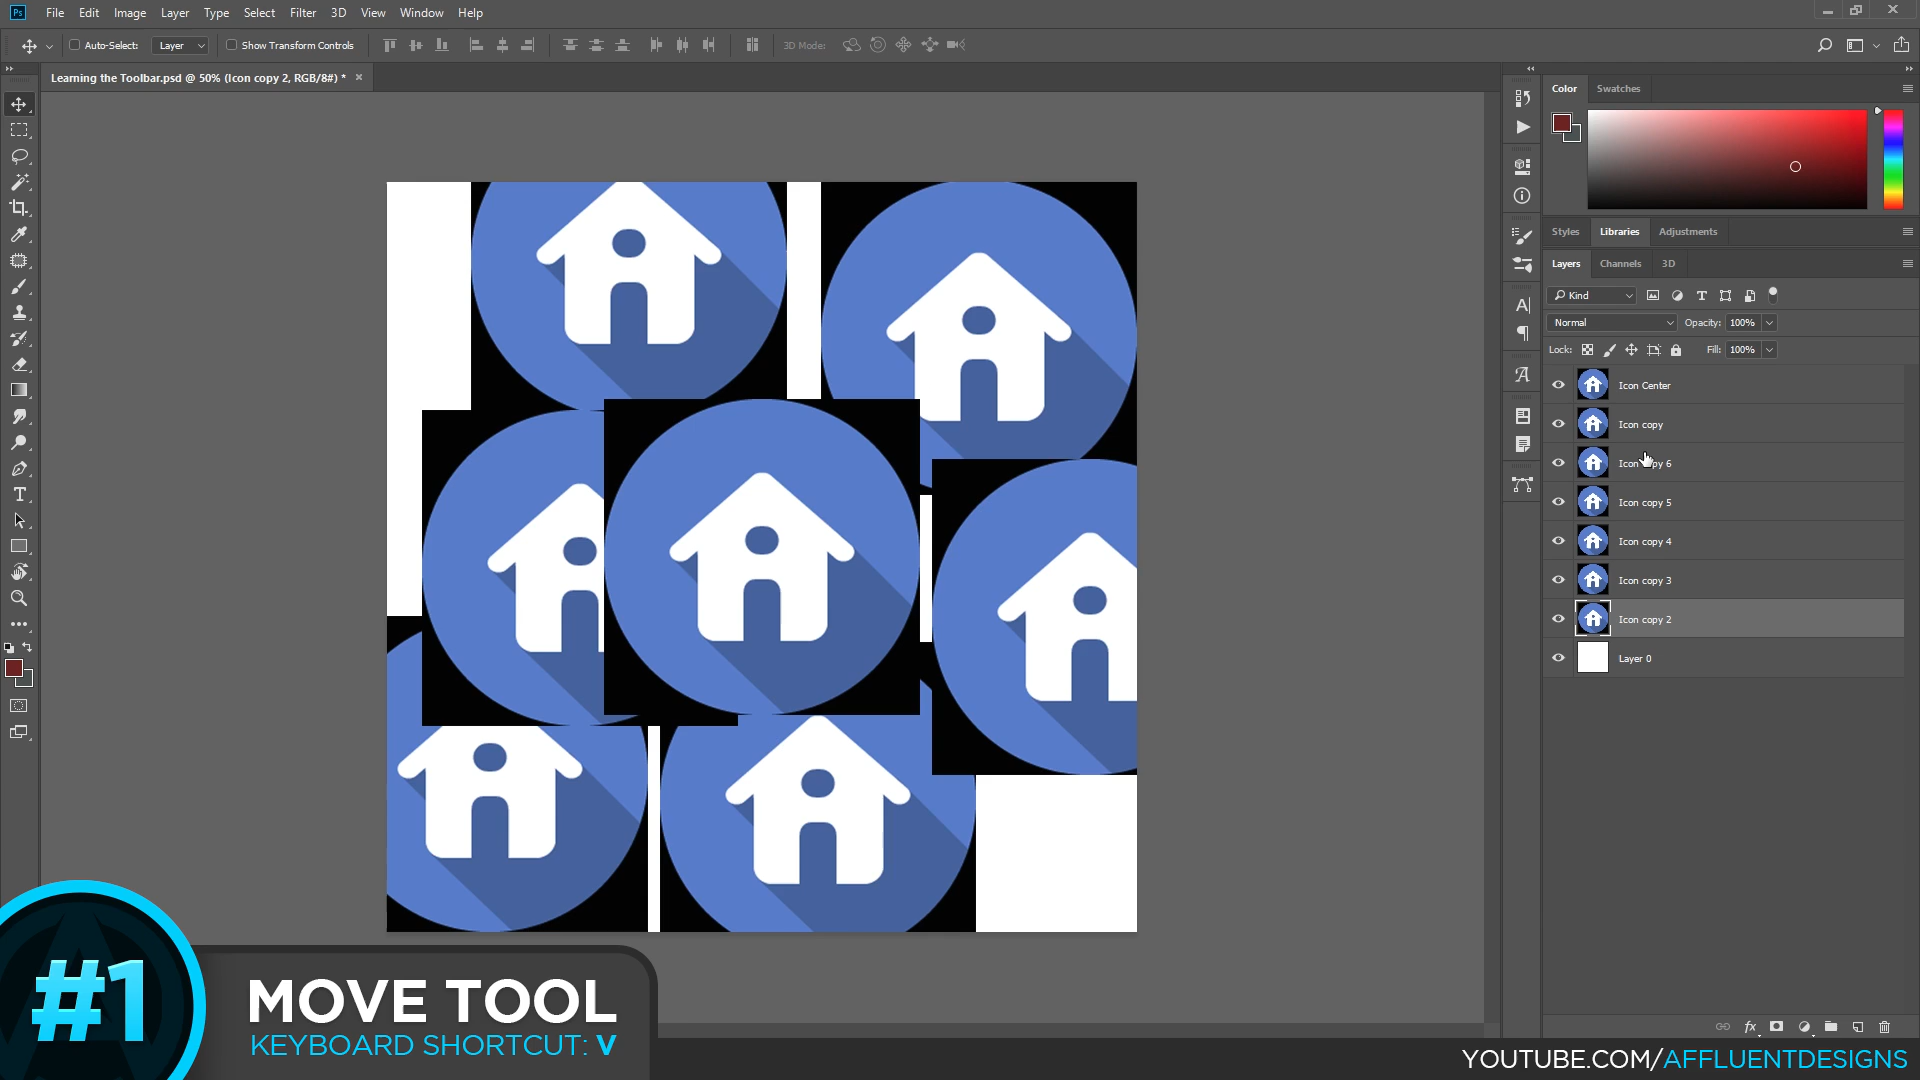 Ps File Edit Image Layer Type Select Filter 3D View Window Help
Auto-Select: Layer Show Transform Controls 3D Mode:
Learning the Toolbar.psd @ 50% (Icon copy 2, RGB/8#) * ×
Color Swatches
Styles Libraries Adjustments
Layers Channels 3D
Kind
Normal Opacity: 100%
Lock: Fill: 100%
Icon Center
Icon copy
Icon copy 6
Icon copy 5
Icon copy 4
Icon copy 3
Icon copy 2
Layer 0
#1
MOVE TOOL
KEYBOARD SHORTCUT: V
YOUTUBE.COM/AFFLUENTDESIGNS